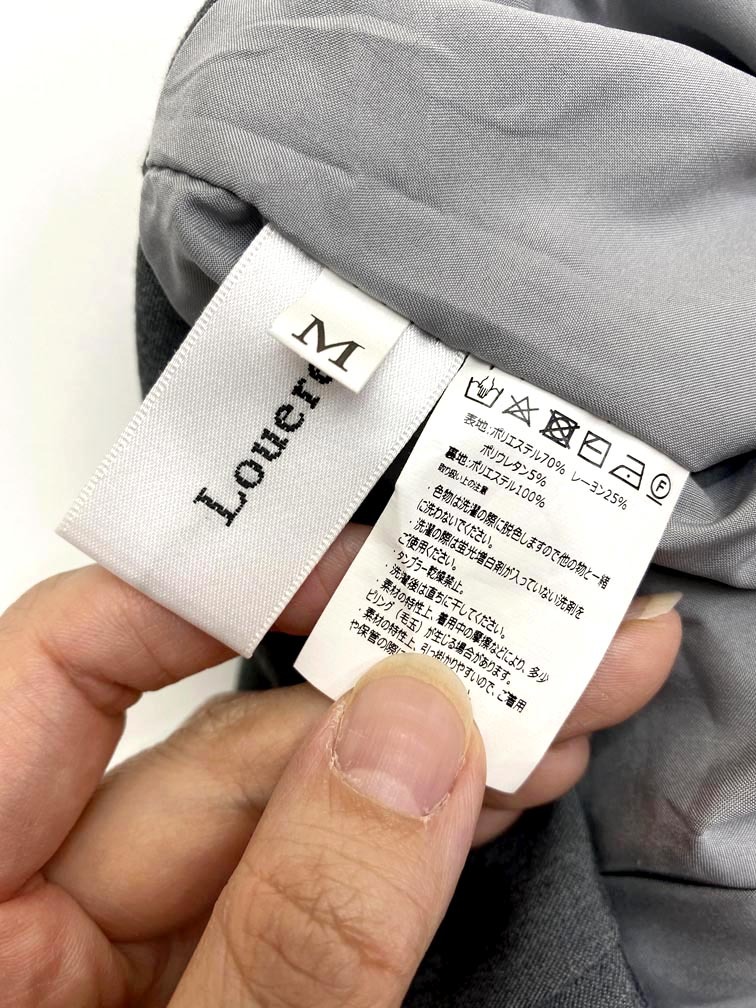 M
Louer
表地:ポリエステル70% レーヨン25%
ポリウレタン5%
裏地:ポリエステル100%
取り扱い上の注意
・色物は洗濯の際に脱色しますので他の物と一緒
に洗わないでください。
・洗濯の際は蛍光増白剤が入っていない洗剤を
ご使用ください。
・タンブラー乾燥禁止。
・洗濯後は直ちに干してください。
・素材の特性上、着用中の摩擦などにより、多少
ピリング（毛玉）が生じる場合があります。
・素材の特性上、引っ掛かりやすいので、ご着用
や保管の際に
F